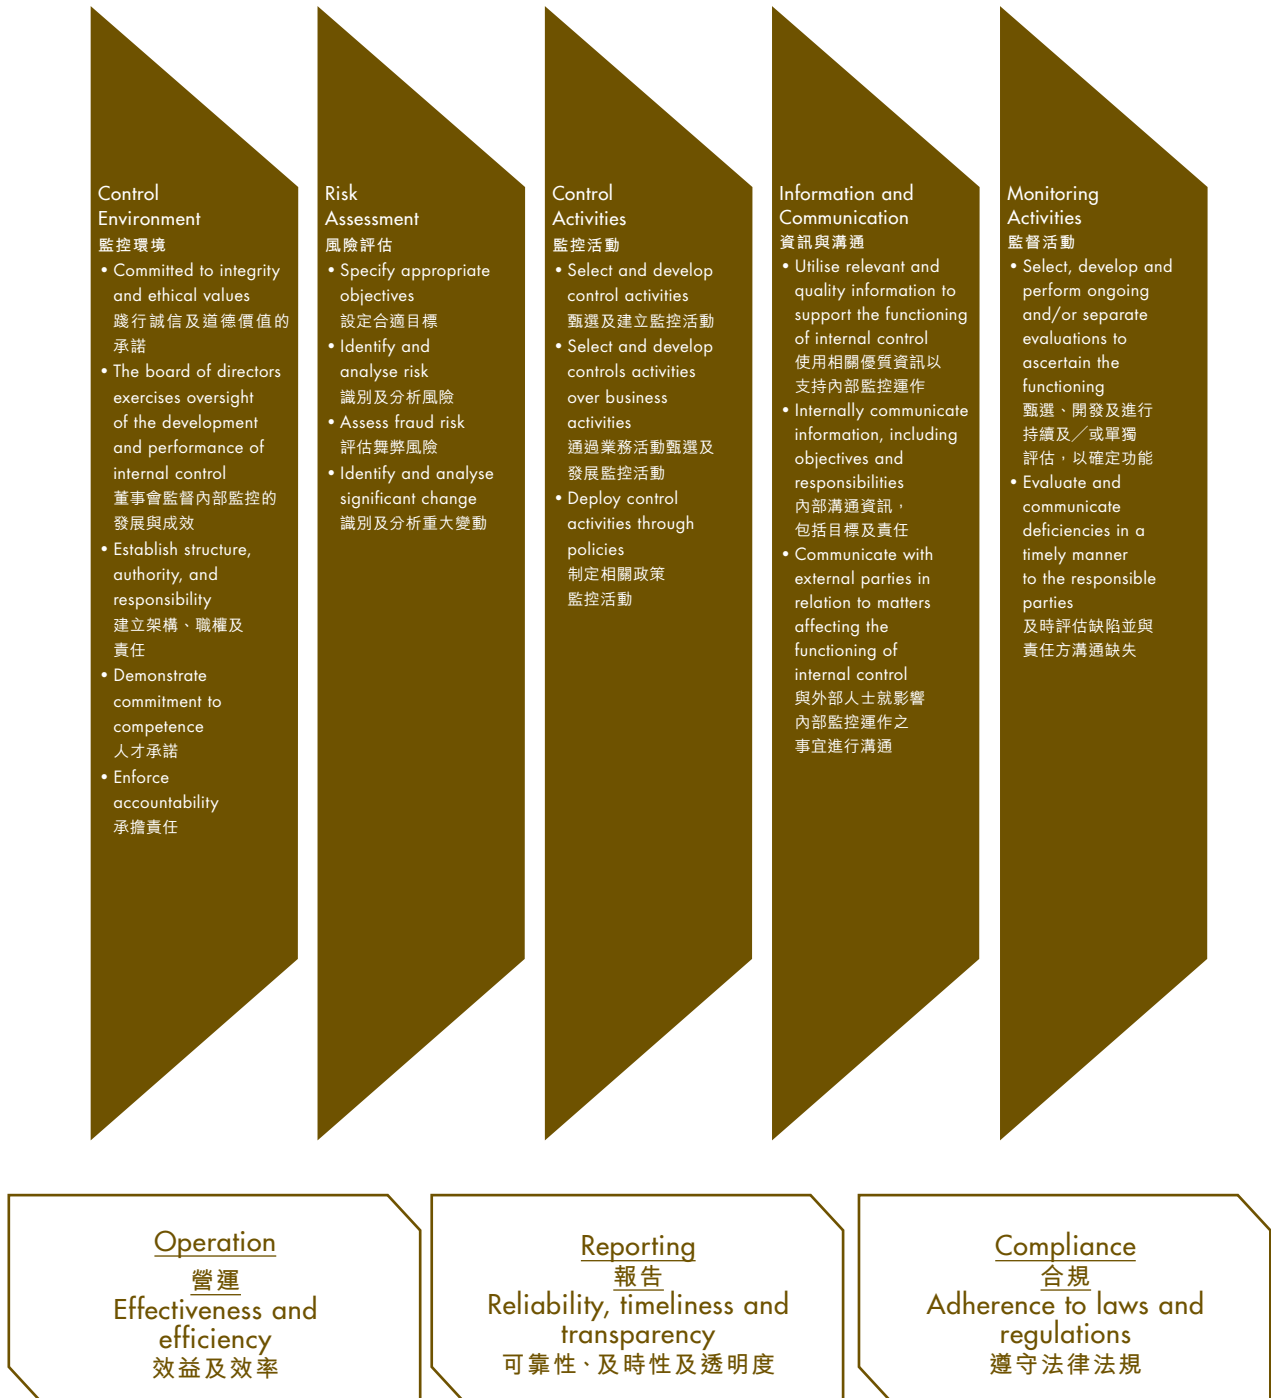 Control
Environment
監控環境
• Committed to integrity
and ethical values
踐行誠信及道德價值的
承諾
• The board of directors
exercises oversight
of the development
and performance of
internal control
董事會監督內部監控的
發展與成效
• Establish structure,
authority, and
responsibility
建立架構、職權及
責任
• Demonstrate
commitment to
competence
人才承諾
• Enforce
accountability
承擔責任
Risk
Assessment
風險評估
• Specify appropriate
objectives
設定合適目標
• Identify and
analyse risk
識別及分析風險
• Assess fraud risk
評估舞弊風險
• Identify and analyse
significant change
識別及分析重大變動
Control
Activities
監控活動
• Select and develop
control activities
甄選及建立監控活動
• Select and develop
controls activities
over business
activities
通過業務活動甄選及
發展監控活動
• Deploy control
activities through
policies
制定相關政策
監控活動
Information and
Communication
資訊與溝通
• Utilise relevant and
quality information to
support the functioning
of internal control
使用相關優質資訊以
支持內部監控運作
• Internally communicate
information, including
objectives and
responsibilities
內部溝通資訊，
包括目標及責任
• Communicate with
external parties in
relation to matters
affecting the
functioning of
internal control
與外部人士就影響
內部監控運作之
事宜進行溝通
Monitoring
Activities
監督活動
• Select, develop and
perform ongoing
and/or separate
evaluations to
ascertain the
functioning
甄選、開發及進行
持續及╱或單獨
評估，以確定功能
• Evaluate and
communicate
deficiencies in a
timely manner
to the responsible
parties
及時評估缺陷並與
責任方溝通缺失
Operation
營運
Effectiveness and
efficiency
效益及效率
Reporting
報告
Reliability, timeliness and
transparency
可靠性、及時性及透明度
Compliance
合規
Adherence to laws and
regulations
遵守法律法規